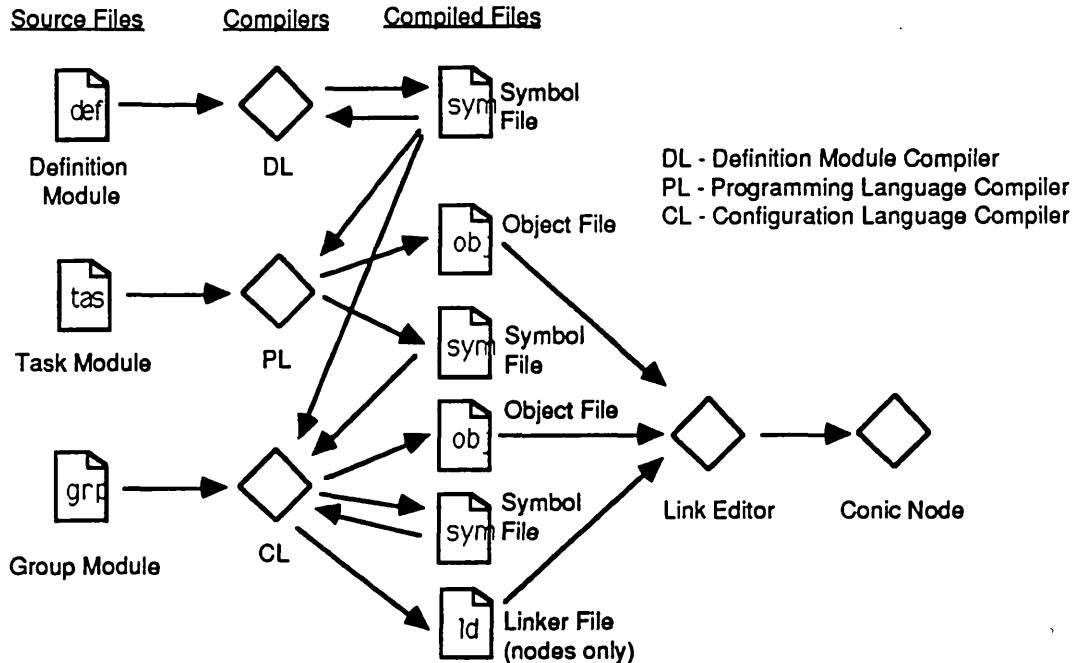 Source Files
Compilers
Compiled Files
def
Definition
Module
DL
sym
Symbol
File
DL - Definition Module Compiler
PL - Programming Language Compiler
CL - Configuration Language Compiler
ob
Object File
tas
Task Module
PL
sym
Symbol
File
ob
Object File
grp
Group Module
CL
sym
Symbol
File
Link Editor
Conic Node
ld
Linker File
(nodes only)